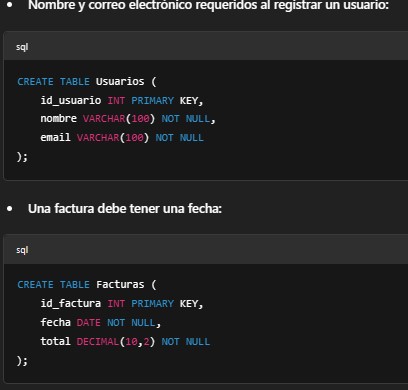 • Nombre y correo electrónico requeridos al registrar un usuario:
sql
CREATE TABLE Usuarios (
    id_usuario INT PRIMARY KEY,
    nombre VARCHAR(100) NOT NULL,
    email VARCHAR(100) NOT NULL
);
• Una factura debe tener una fecha:
sql
CREATE TABLE Facturas (
    id_factura INT PRIMARY KEY,
    fecha DATE NOT NULL,
    total DECIMAL(10,2) NOT NULL
);